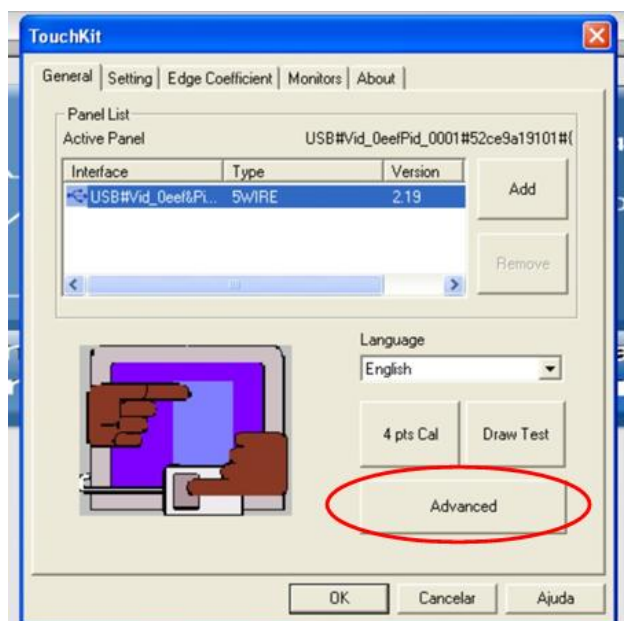 TouchKit
General Setting Edge Coefficient Monitors About
Panel List
Active Panel USB#Vid_0eefPid_0001#52ce9a19101#{
Interface Type Version
USB#Vid_0eef&Pi... 5WIRE 2.19
Add
Remove
Language
English
4 pts Cal Draw Test
Advanced
OK Cancelar Ajuda